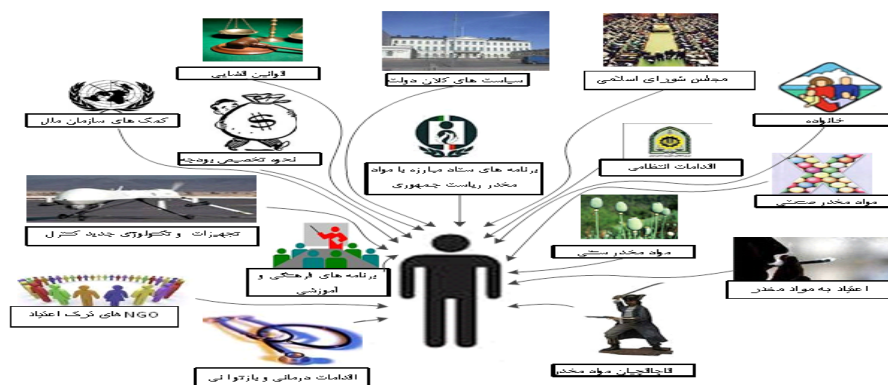 قوانین قضایی
سیاست های کلان دولت
مجلس شورای اسلامی
خانواده
کمک های سازمان ملل
نحوه تخصیص بودجه
برنامه های ستاد مبارزه با مواد
مخدر ریاست جمهوری
اقدامات انتظامی
مواد مخدر صنعتی
تجهیزات و تکنولوژی جدید کنترل
برنامه های فرهنگی و
آموزشی
مواد مخدر سنتی
اعتیاد به مواد مخدر
NGO های ترک اعتیاد
اقدامات درمانی و بازتوانی
قاچاقچیان مواد مخدر